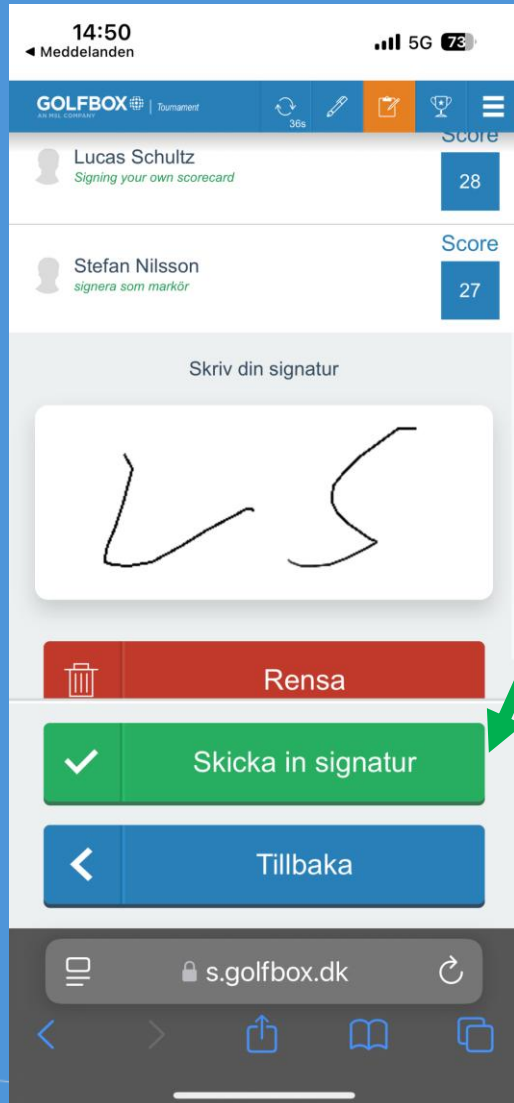 14:50
◀ Meddelanden
5G 73
GOLFBOX | Tournament
AN MSL COMPANY
36s
Score
Lucas Schultz
Signing your own scorecard
28
Score
Stefan Nilsson
signera som markör
27
Skriv din signatur
LS
Rensa
Skicka in signatur
Tillbaka
s.golfbox.dk